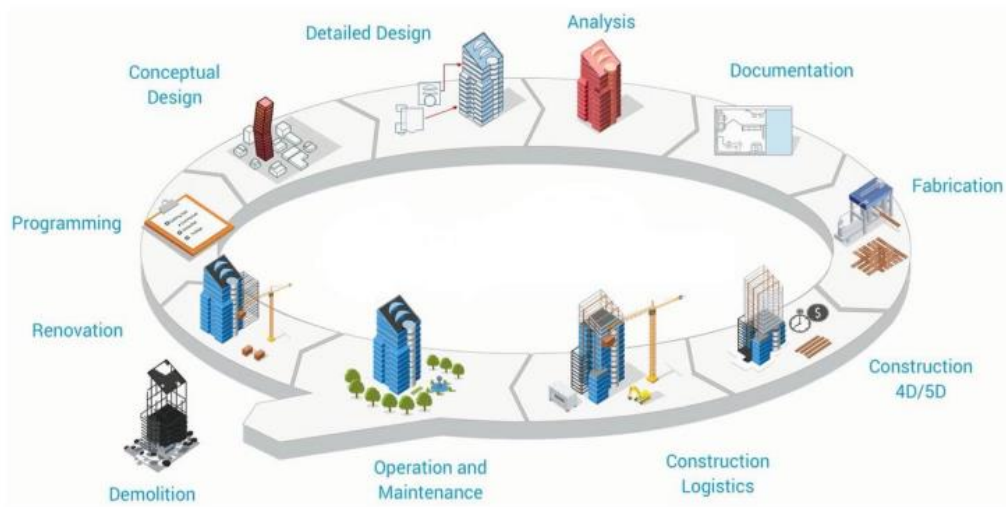 Detailed Design
Analysis
Conceptual
Design
Documentation
Programming
Fabrication
Renovation
Construction
4D/5D
Operation and
Maintenance
Construction
Logistics
Demolition